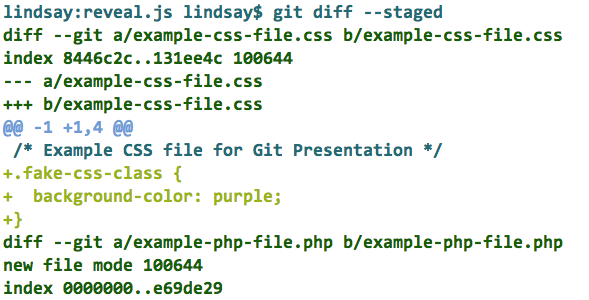 lindsay:reveal.js lindsay$ git diff --staged
diff --git a/example-css-file.css b/example-css-file.css
index 8446c2c..131ee4c 100644
--- a/example-css-file.css
+++ b/example-css-file.css
@@ -1 +1,4 @@
 /* Example CSS file for Git Presentation */
+.fake-css-class {
+  background-color: purple;
+}
diff --git a/example-php-file.php b/example-php-file.php
new file mode 100644
index 0000000..e69de29